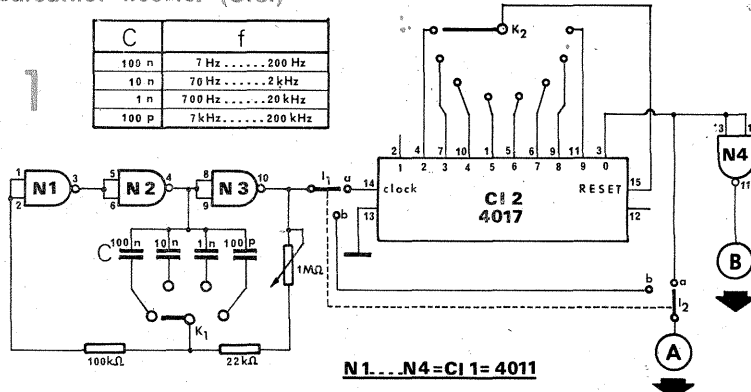 C f
100 n 7 Hz......200 Hz
10 n 70 Hz......2 kHz
1 n 700 Hz......20 kHz
100 p 7 kHz......200 kHz
1
K2
2 4 7 10 1 5 6 9 11 3
1 2 3 4 5 6 7 8 9 0
1 2 N1 3 5 6 N2 4 8 9 N3 10
I1 a 14 clock
b 13
CI 2
4017
RESET 15
12
13 N4
11
B
C 100 n 10 n 1 n 100 p
1MΩ
K1
100kΩ 22kΩ
b a
I2
A
N1....N4=CI 1= 4011